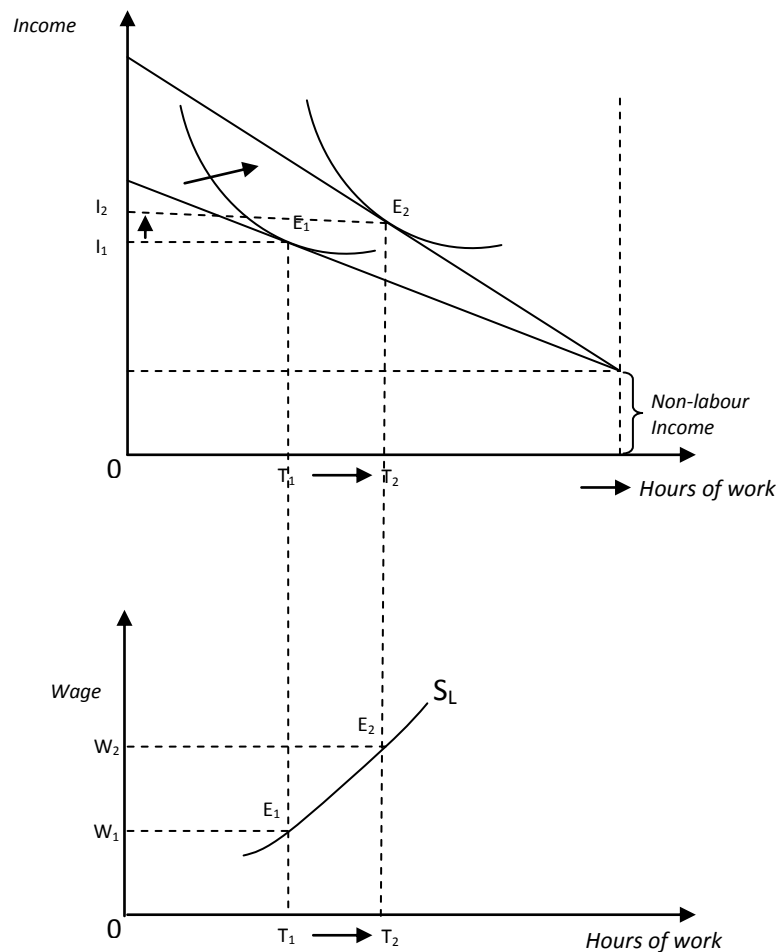 Income
I₂
I₁
E₁
E₂
Non-labour
Income
0
T₁
T₂
Hours of work
Wage
S_L
W₂
E₂
W₁
E₁
0
T₁
T₂
Hours of work